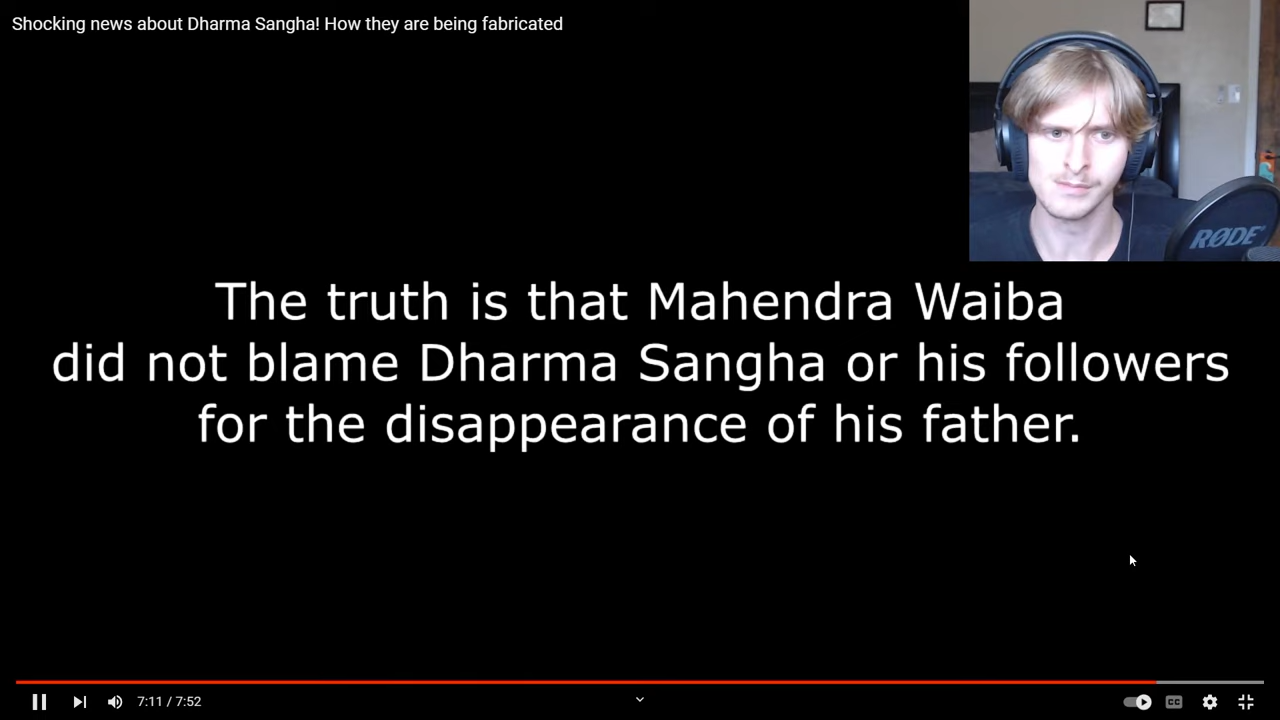 Shocking news about Dharma Sangha! How they are being fabricated
RØDE
The truth is that Mahendra Waiba
did not blame Dharma Sangha or his followers
for the disappearance of his father.
7:11 / 7:52
CC